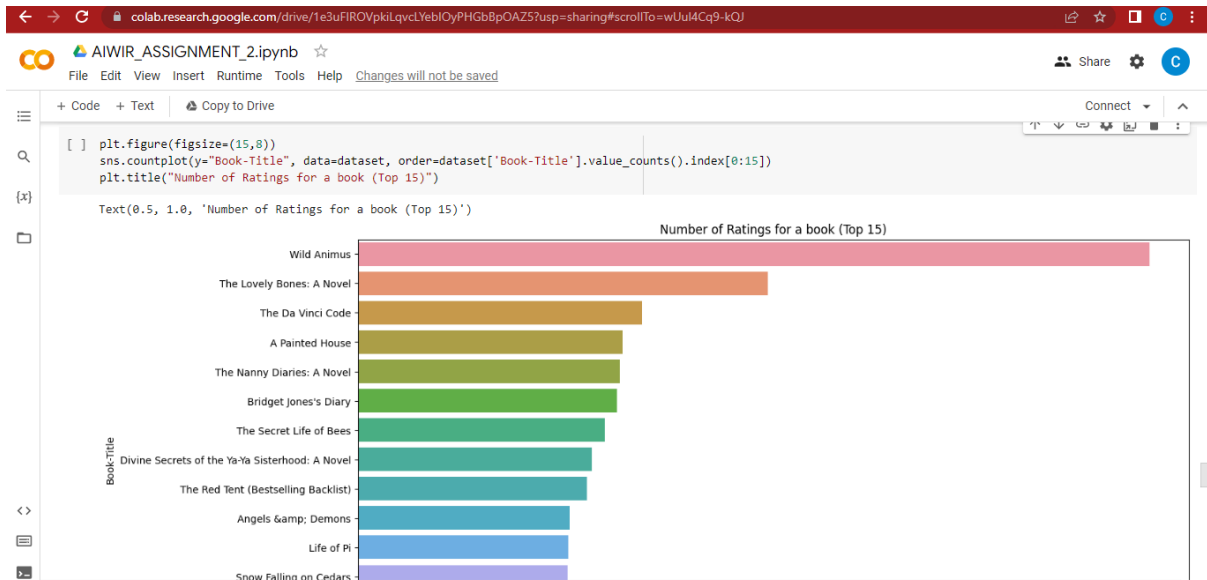 colab.research.google.com/drive/1e3uFIROVpkiLqvcLYebIOyPHGbBpOAZ5?usp=sharing#scrollTo=wUuI4Cq9-kQJ
C
CO
AIWIR_ASSIGNMENT_2.ipynb
File Edit View Insert Runtime Tools Help Changes will not be saved
Share
C
+ Code + Text Copy to Drive
Connect
[ ] plt.figure(figsize=(15,8))
sns.countplot(y="Book-Title", data=dataset, order=dataset['Book-Title'].value_counts().index[0:15])
plt.title("Number of Ratings for a book (Top 15)")
{x}
Text(0.5, 1.0, 'Number of Ratings for a book (Top 15)')
Number of Ratings for a book (Top 15)
Wild Animus
The Lovely Bones: A Novel
The Da Vinci Code
A Painted House
The Nanny Diaries: A Novel
Bridget Jones's Diary
The Secret Life of Bees
Book-Title
Divine Secrets of the Ya-Ya Sisterhood: A Novel
The Red Tent (Bestselling Backlist)
Angels &amp; Demons
Life of Pi
Snow Falling on Cedars